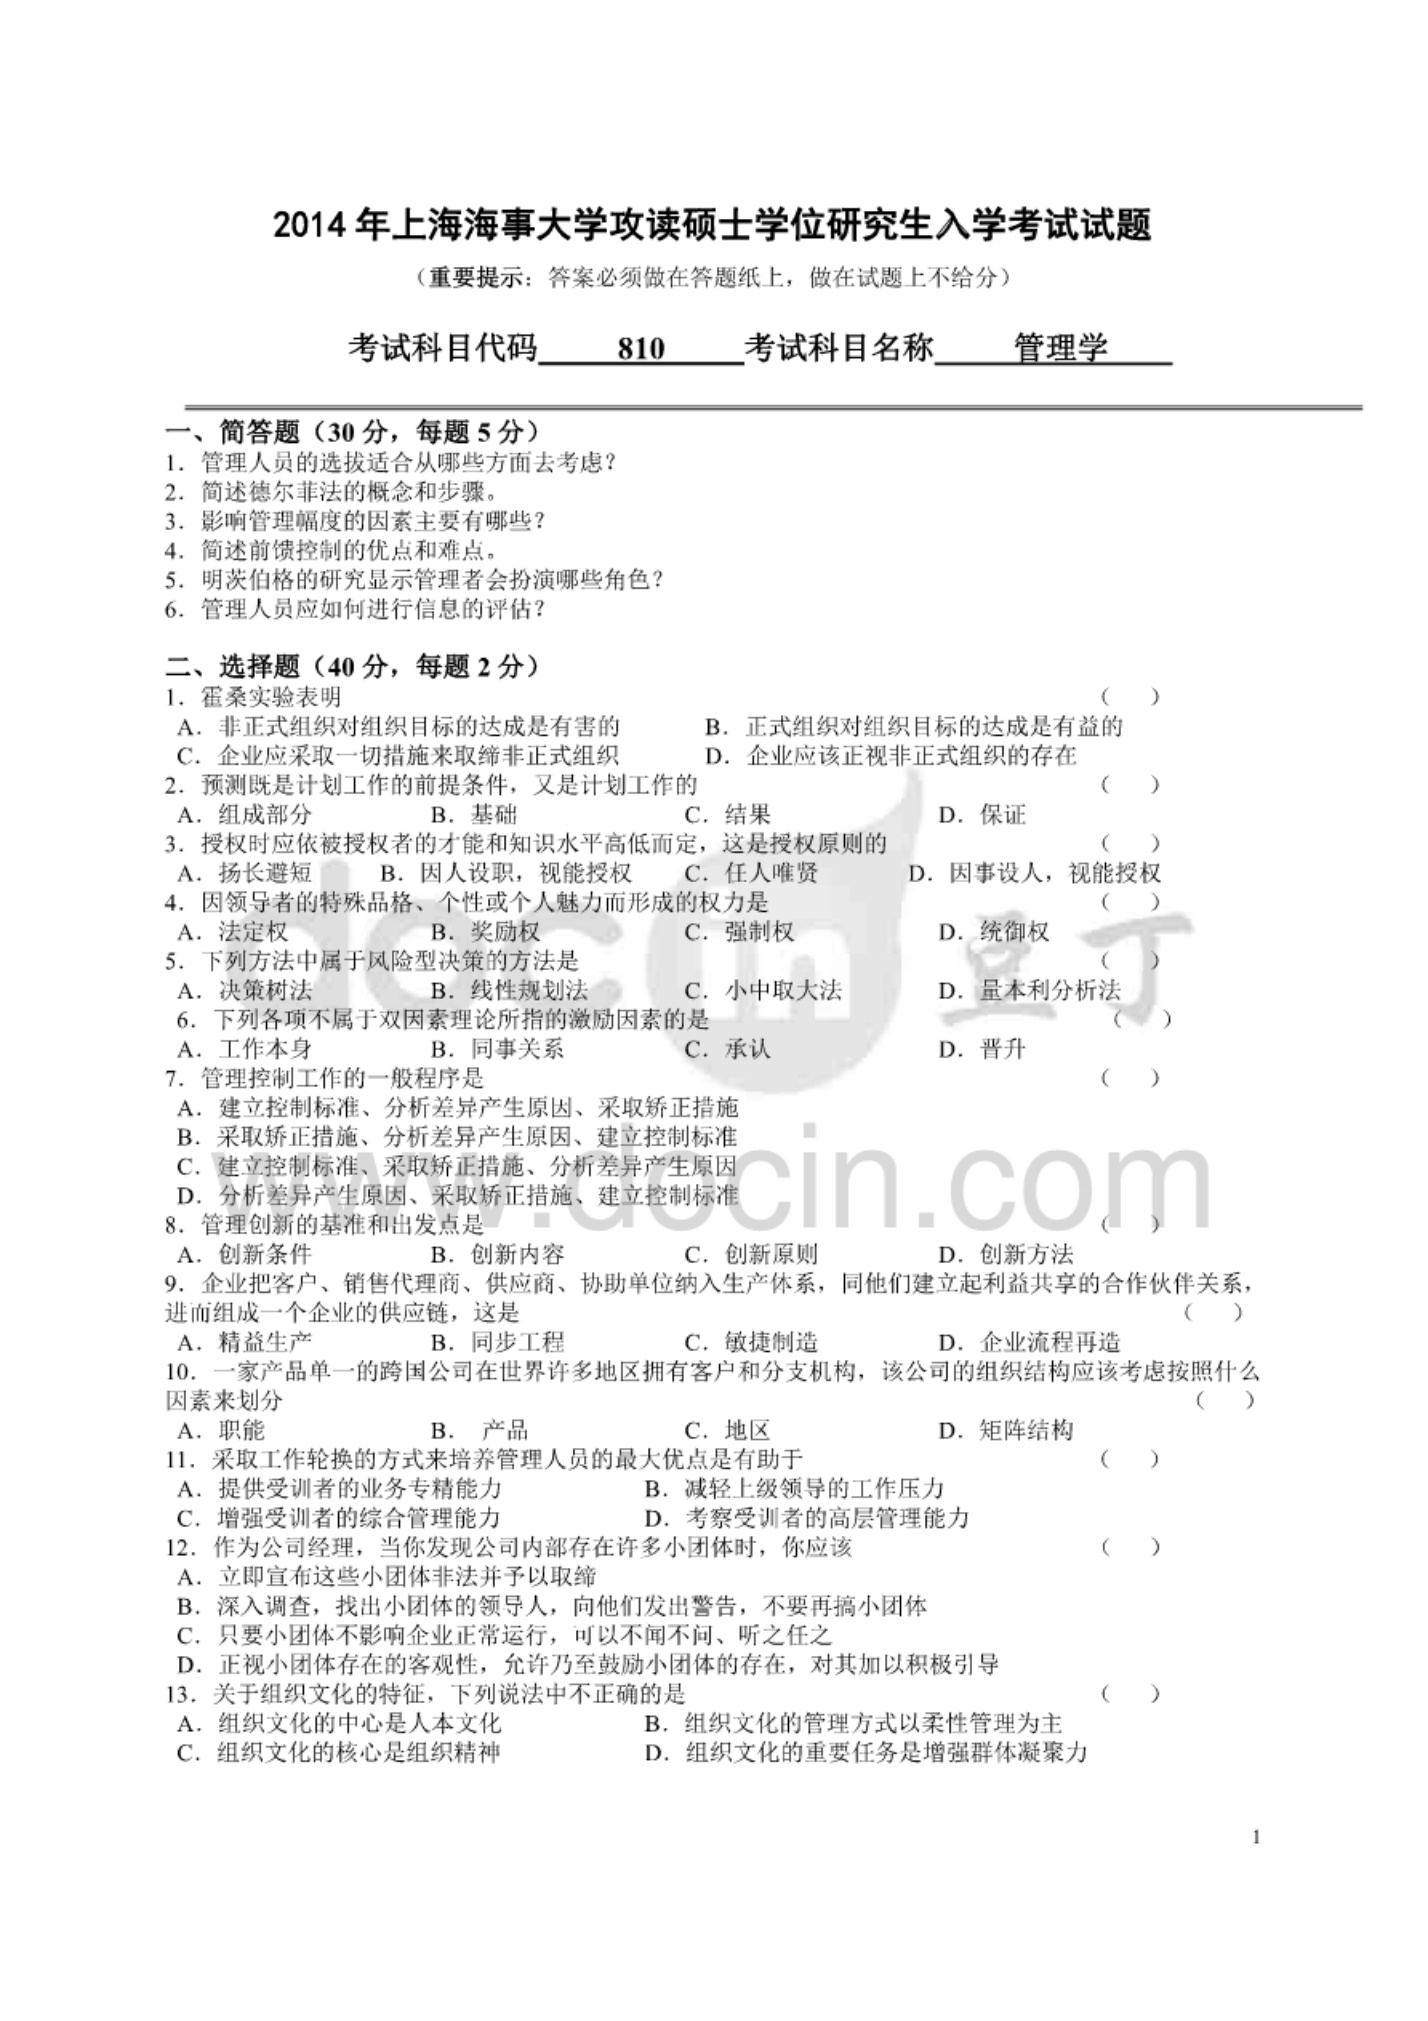 2014 年上海海事大学攻读硕士学位研究生入学考试试题
（重要提示：答案必须做在答题纸上，做在试题上不给分）
考试科目代码 810 考试科目名称 管理学
一、简答题（30 分，每题 5 分）
1．管理人员的选拔适合从哪些方面去考虑？
2．简述德尔菲法的概念和步骤。
3．影响管理幅度的因素主要有哪些？
4．简述前馈控制的优点和难点。
5．明茨伯格的研究显示管理者会扮演哪些角色？
6．管理人员应如何进行信息的评估？
二、选择题（40 分，每题 2 分）
1．霍桑实验表明 （ ）
A．非正式组织对组织目标的达成是有害的 B．正式组织对组织目标的达成是有益的
C．企业应采取一切措施来取缔非正式组织 D．企业应该正视非正式组织的存在
2．预测既是计划工作的前提条件，又是计划工作的 （ ）
A．组成部分 B．基础 C．结果 D．保证
3．授权时应依被授权者的才能和知识水平高低而定，这是授权原则的 （ ）
A．扬长避短 B．因人设职，视能授权 C．任人唯贤 D．因事设人，视能授权
4．因领导者的特殊品格、个性或个人魅力而形成的权力是 （ ）
A．法定权 B．奖励权 C．强制权 D．统御权
5．下列方法中属于风险型决策的方法是 （ ）
A．决策树法 B．线性规划法 C．小中取大法 D．量本利分析法
6．下列各项不属于双因素理论所指的激励因素的是 （ ）
A．工作本身 B．同事关系 C．承认 D．晋升
7．管理控制工作的一般程序是 （ ）
A．建立控制标准、分析差异产生原因、采取矫正措施
B．采取矫正措施、分析差异产生原因、建立控制标准
C．建立控制标准、采取矫正措施、分析差异产生原因
D．分析差异产生原因、采取矫正措施、建立控制标准
8．管理创新的基准和出发点是 （ ）
A．创新条件 B．创新内容 C．创新原则 D．创新方法
9．企业把客户、销售代理商、供应商、协助单位纳入生产体系，同他们建立起利益共享的合作伙伴关系，
进而组成一个企业的供应链，这是 （ ）
A．精益生产 B．同步工程 C．敏捷制造 D．企业流程再造
10．一家产品单一的跨国公司在世界许多地区拥有客户和分支机构，该公司的组织结构应该考虑按照什么
因素来划分 （ ）
A．职能 B． 产品 C．地区 D．矩阵结构
11．采取工作轮换的方式来培养管理人员的最大优点是有助于 （ ）
A．提供受训者的业务专精能力 B．减轻上级领导的工作压力
C．增强受训者的综合管理能力 D．考察受训者的高层管理能力
12．作为公司经理，当你发现公司内部存在许多小团体时，你应该 （ ）
A．立即宣布这些小团体非法并予以取缔
B．深入调查，找出小团体的领导人，向他们发出警告，不要再搞小团体
C．只要小团体不影响企业正常运行，可以不闻不问、听之任之
D．正视小团体存在的客观性，允许乃至鼓励小团体的存在，对其加以积极引导
13．关于组织文化的特征，下列说法中不正确的是 （ ）
A．组织文化的中心是人本文化 B．组织文化的管理方式以柔性管理为主
C．组织文化的核心是组织精神 D．组织文化的重要任务是增强群体凝聚力
1
docin 豆丁
www.docin.com